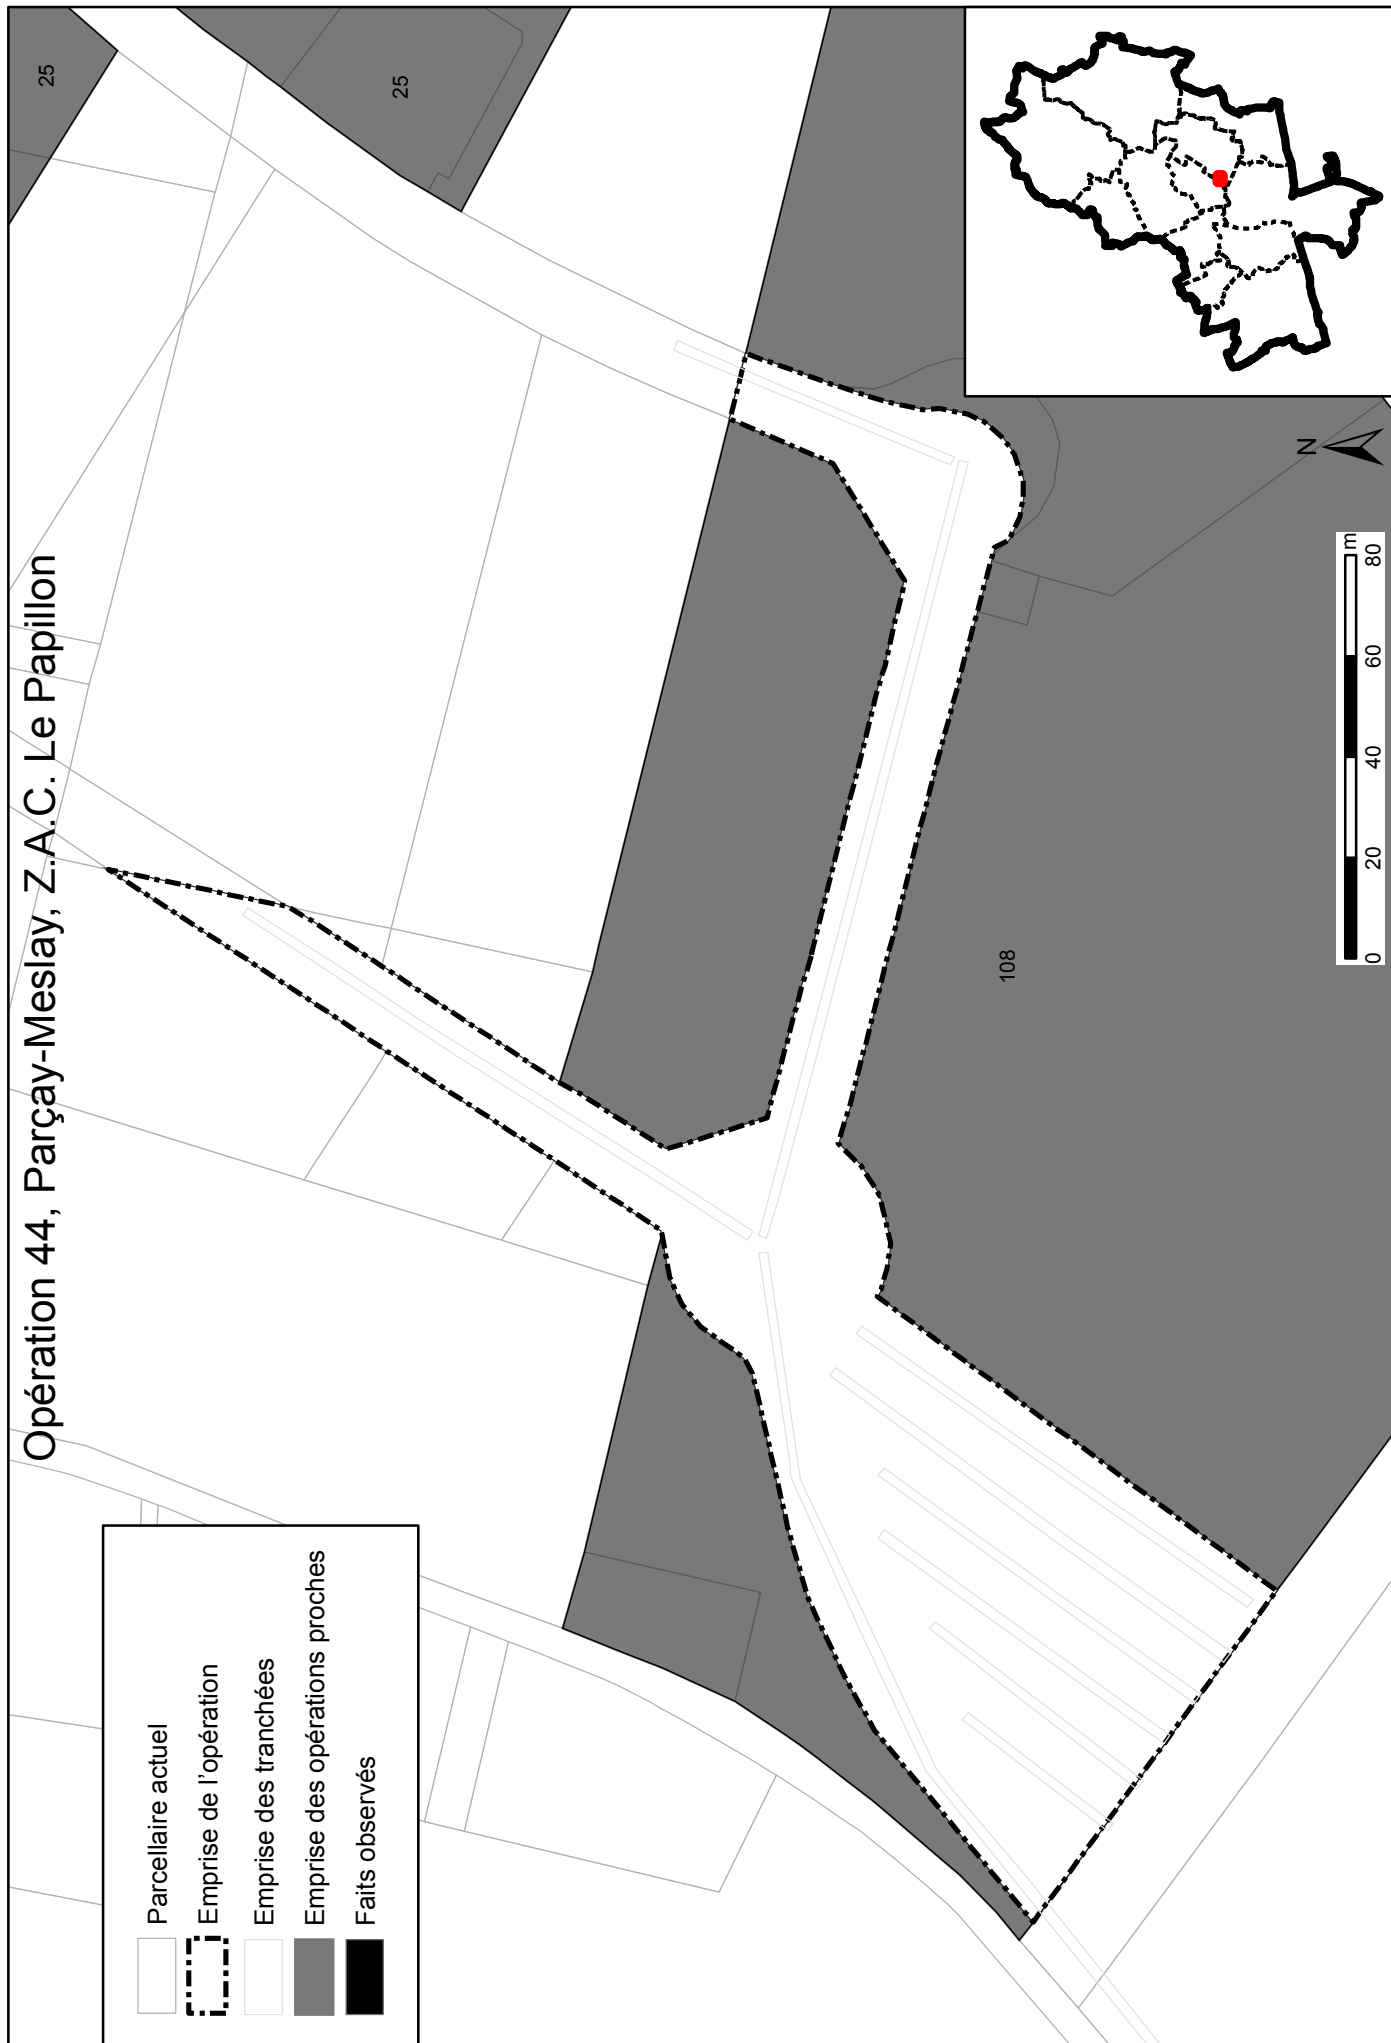 Opération 44, Parçay-Meslay, Z.A.C. Le Papillon
Parcellaire actuel
Emprise de l'opération
Emprise des tranchées
Emprise des opérations proches
Faits observés
25
25
108
N
0 20 40 60 80
m